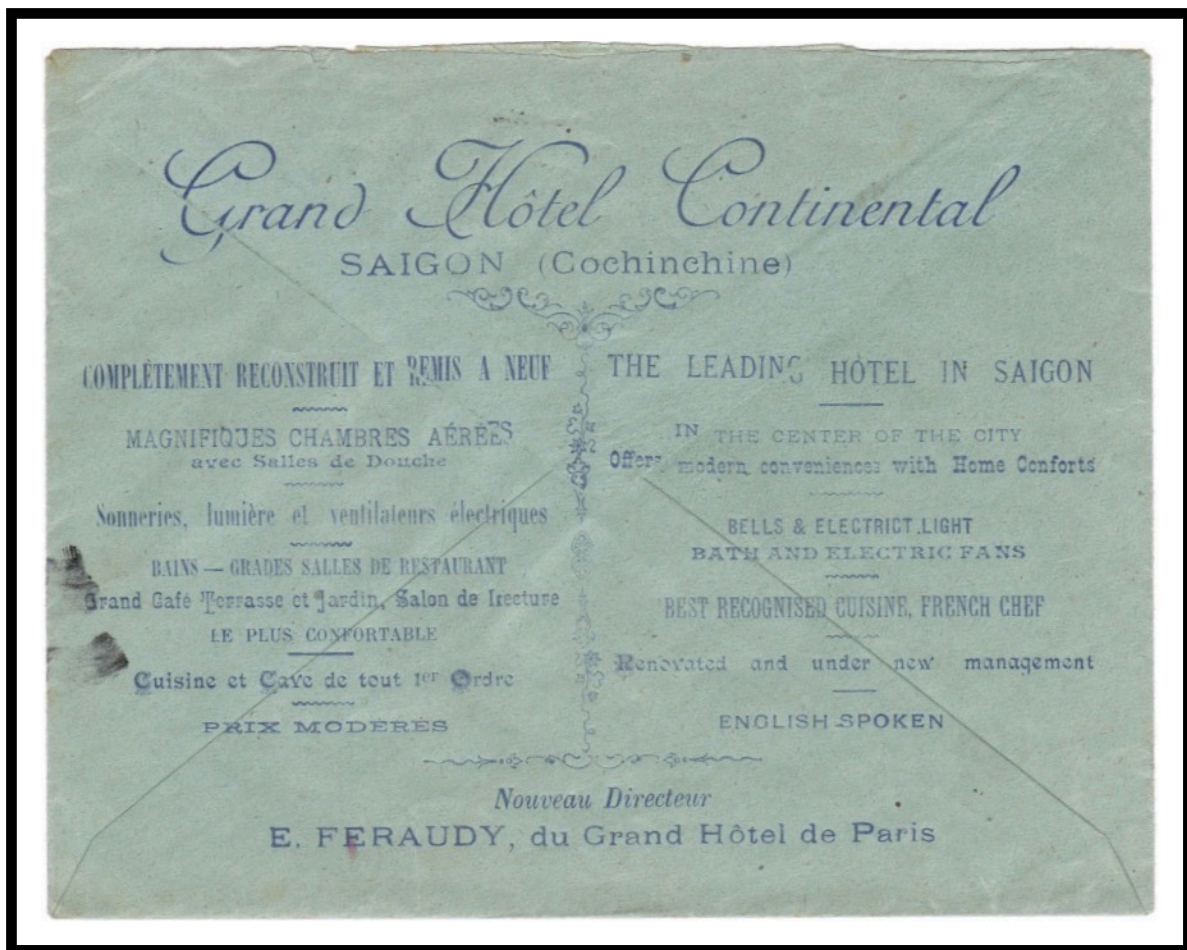 Grand Hôtel Continental
SAIGON (Cochinchine)
COMPLÈTEMENT RECONSTRUIT ET REMIS A NEUF
MAGNIFIQUES CHAMBRES AÉRÉES
avec Salles de Douche
Sonneries, lumière et ventilateurs électriques
BAINS — GRADES SALLES DE RESTAURANT
Grand Café Terrasse et Jardin, Salon de Lrecture
LE PLUS CONFORTABLE
Cuisine et Cave de tout 1er Ordre
PRIX MODÉRÉS
THE LEADING HÔTEL IN SAIGON
IN THE CENTER OF THE CITY
Offers modern conveniences with Home Conforts
BELLS & ELECTRICT LIGHT
BATH AND ELECTRIC FANS
BEST RECOGNISED CUISINE, FRENCH CHEF
Renovated and under new management
ENGLISH SPOKEN
Nouveau Directeur
E. FERAUDY, du Grand Hôtel de Paris